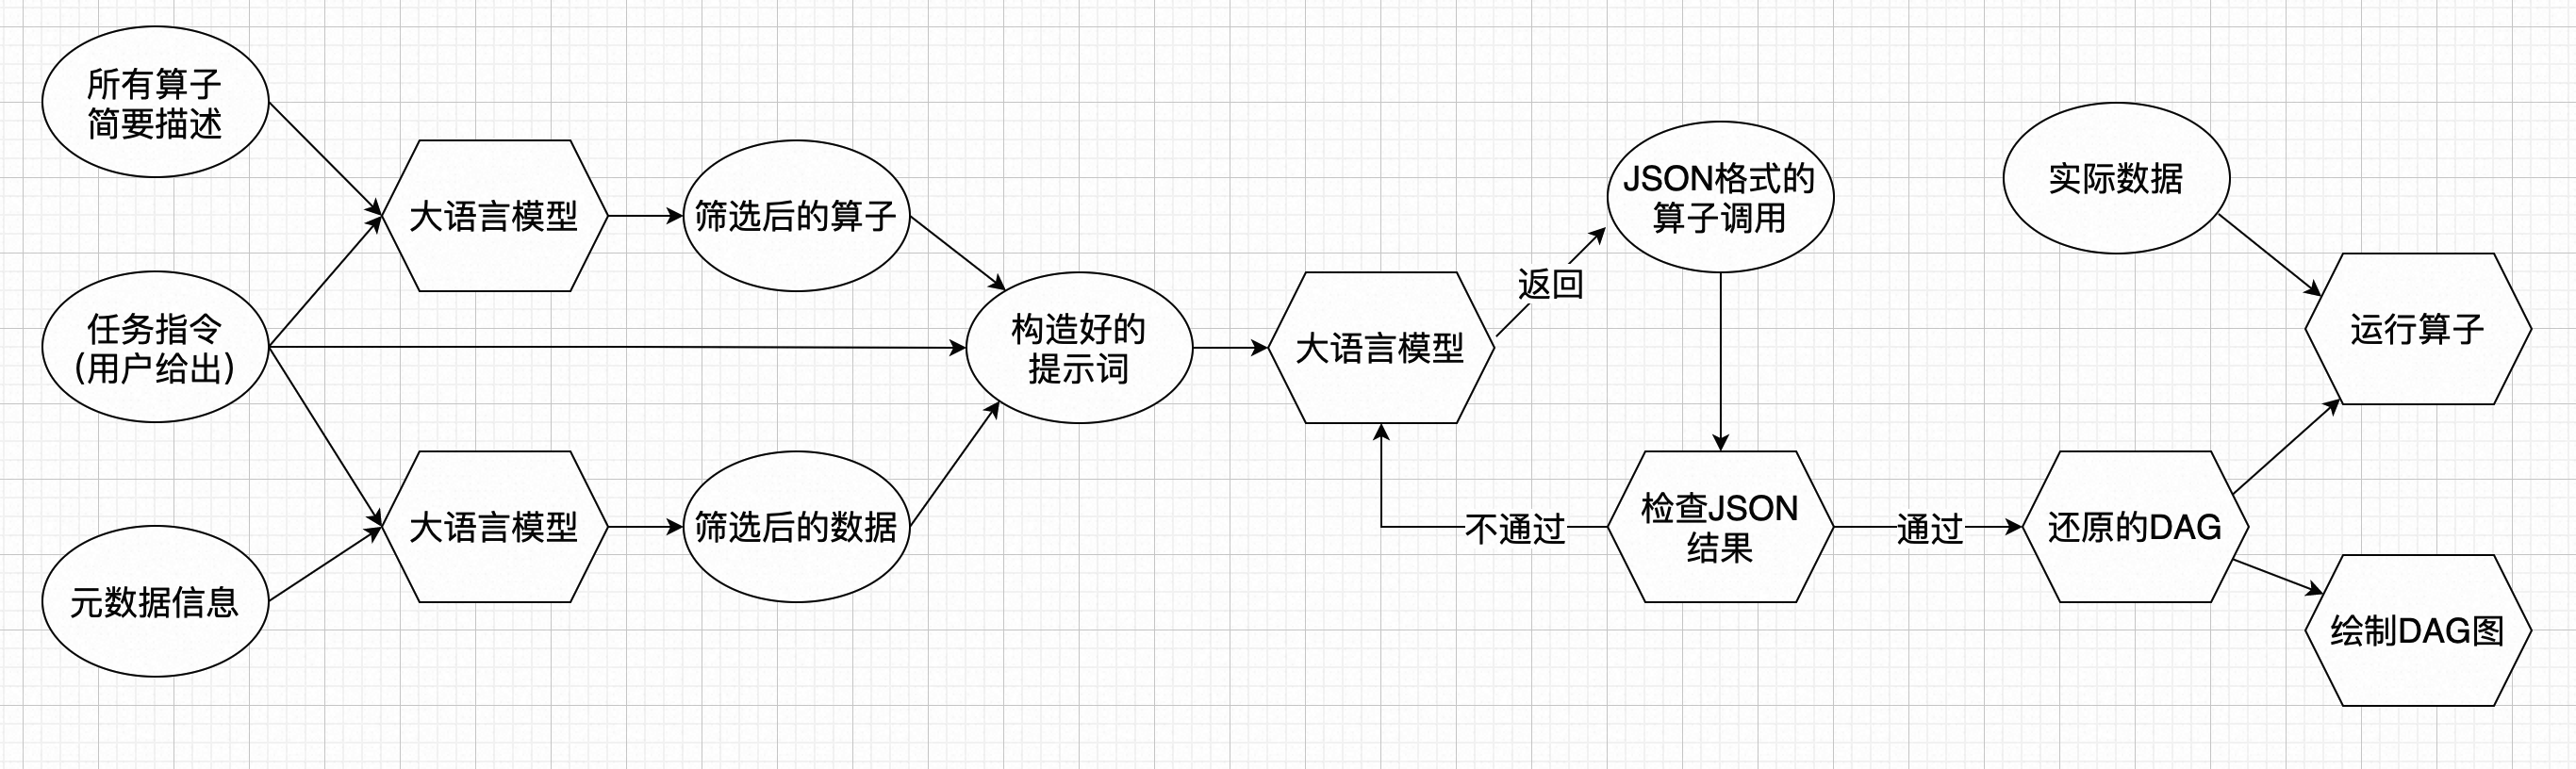 所有算子
简要描述
任务指令
(用户给出)
元数据信息
大语言模型
大语言模型
筛选后的算子
筛选后的数据
构造好的
提示词
大语言模型
返回
JSON格式的
算子调用
检查JSON
结果
不通过
通过
实际数据
还原的DAG
运行算子
绘制DAG图